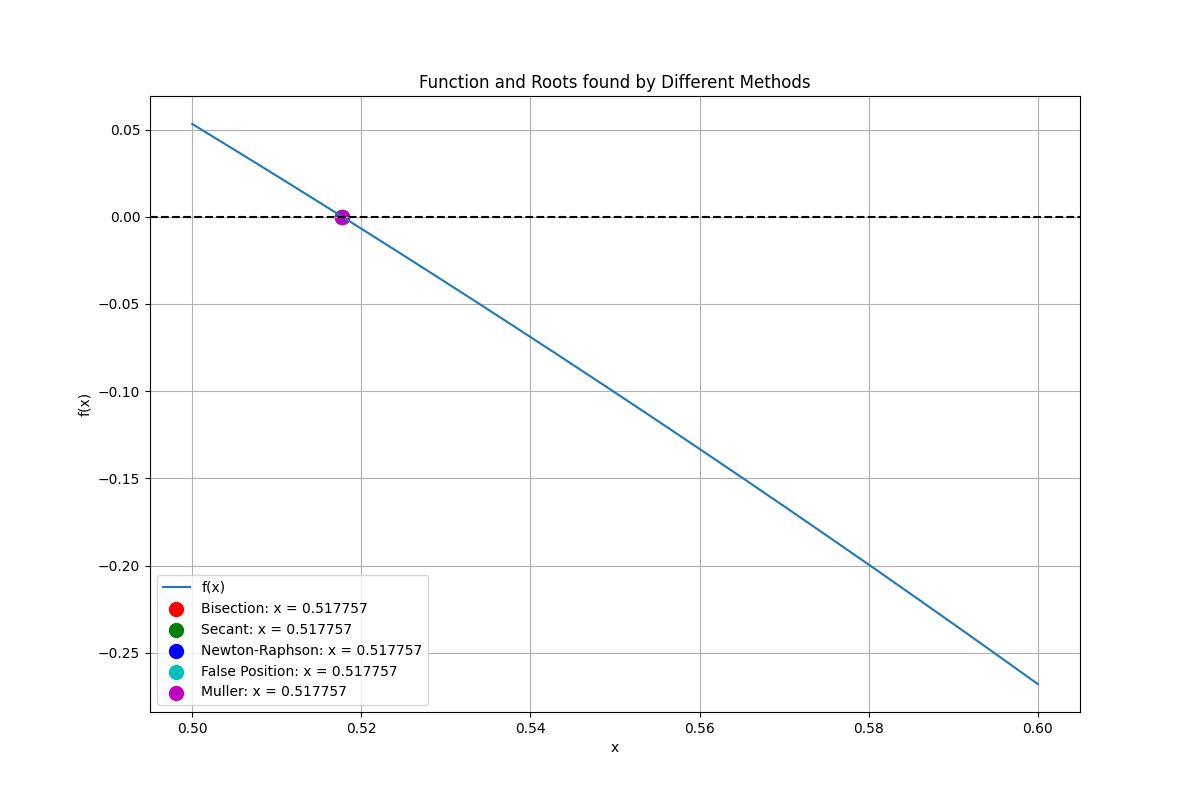 Function and Roots found by Different Methods
f(x)
0.05
0.00
−0.05
−0.10
−0.15
−0.20
−0.25
f(x)
Bisection: x = 0.517757
Secant: x = 0.517757
Newton-Raphson: x = 0.517757
False Position: x = 0.517757
Muller: x = 0.517757
0.50 0.52 0.54 0.56 0.58 0.60
x